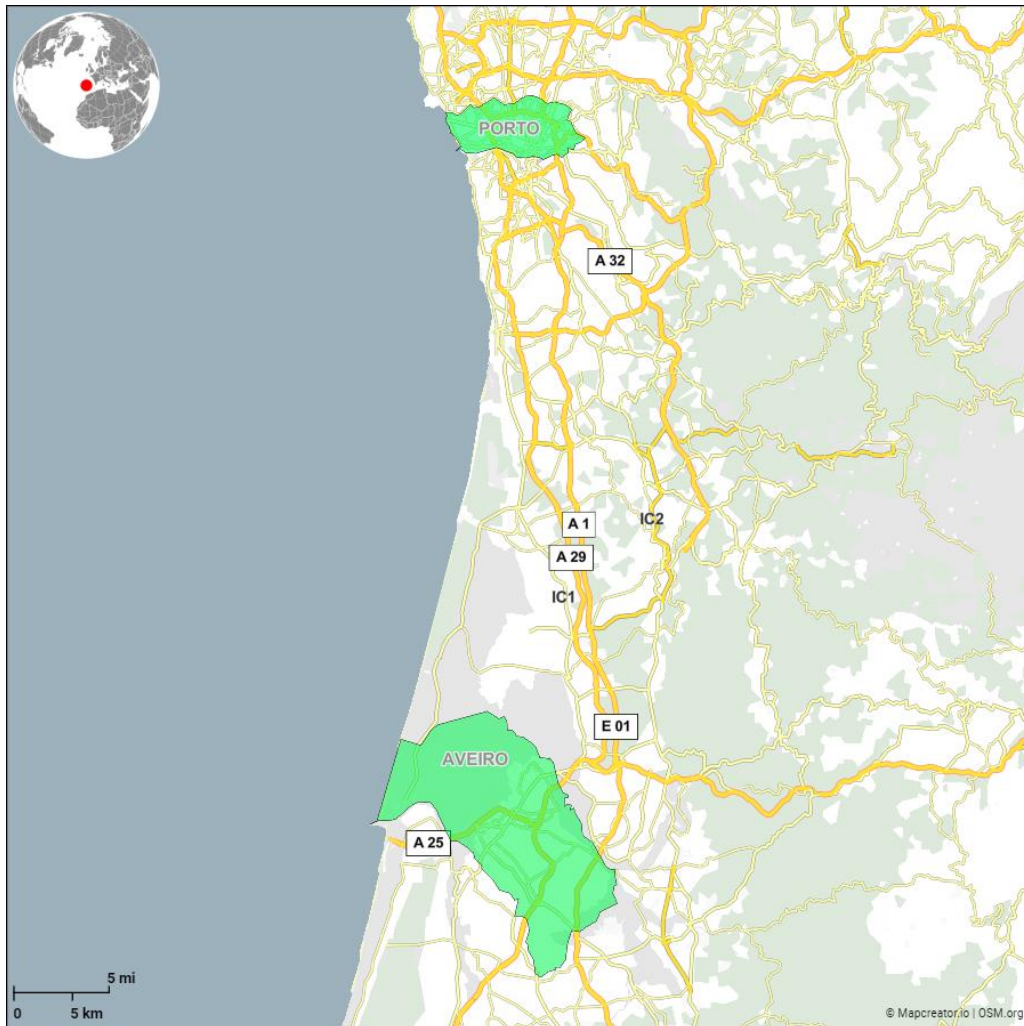 PORTO
A 32
A 1
IC2
A 29
IC1
E 01
AVEIRO
A 25
5 mi
0 5 km
© Mapcreator.io | OSM.org